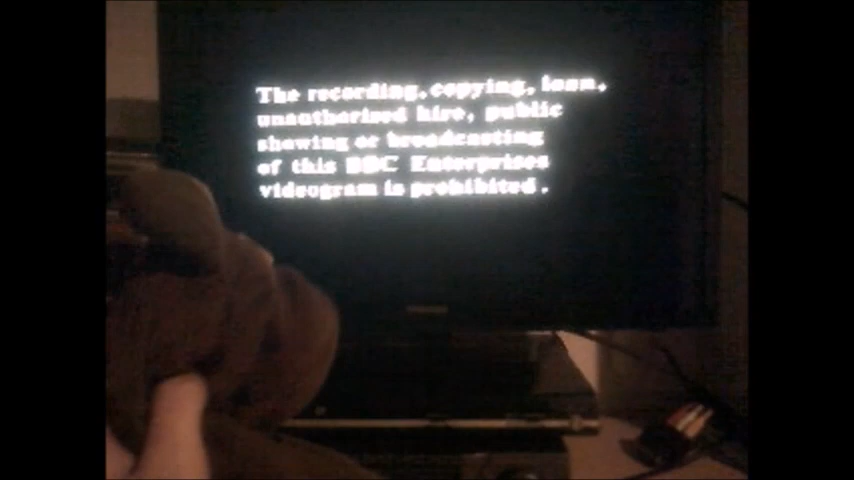 The recording, copying, loan,
unauthorised hire, public
showing or broadcasting
of this BBC Enterprises
videogram is prohibited.